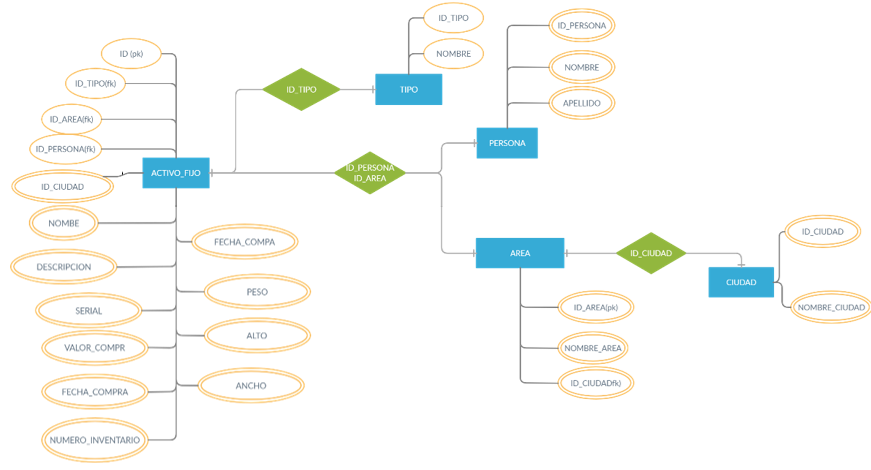 ID_TIPO
ID_PERSONA
ID (pk)
NOMBRE
NOMBRE
ID_TIPO(fk)
ID_TIPO
TIPO
APELLIDO
ID_AREA(fk)
ID_PERSONA(fk)
PERSONA
ACTIVO_FIJO
ID_PERSONA
ID_AREA
ID_CIUDAD
NOMBE
FECHA_COMPA
ID_CIUDAD
AREA
ID_CIUDAD
DESCRIPCION
CIUDAD
PESO
SERIAL
ID_AREA(pk)
NOMBRE_CIUDAD
ALTO
VALOR_COMPR
NOMBRE_AREA
FECHA_COMPRA
ANCHO
ID_CIUDADfk)
NUMERO_INVENTARIO